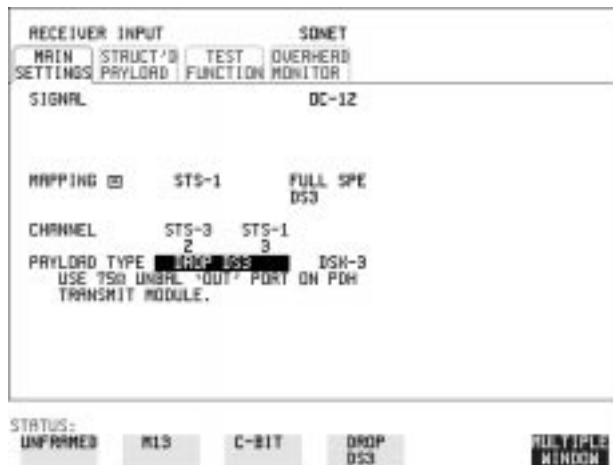 RECEIVER INPUT SONET
MAIN SETTINGS STRUCT'D PAYLOAD TEST FUNCTION OVERHEAD MONITOR
SIGNAL OC-12
MAPPING STS-1 FULL SPE
DS3
CHANNEL STS-3 STS-1
2 3
PAYLOAD TYPE DROP DS3 DSX-3
USE 75Ω UNBAL 'OUT' PORT ON PDH
TRANSMIT MODULE.
STATUS:
UNFRAMED M13 C-BIT DROP DS3 MULTIPLE WINDOW